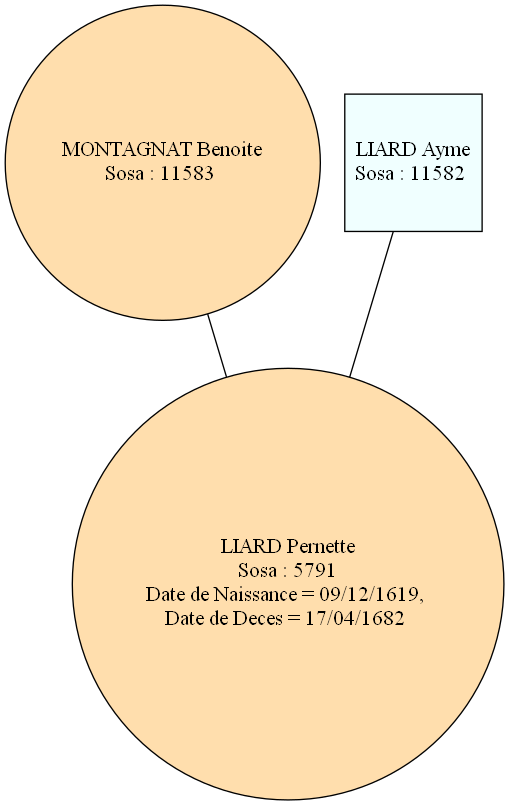 MONTAGNAT Benoite
Sosa : 11583
LIARD Ayme
Sosa : 11582
LIARD Pernette
Sosa : 5791
Date de Naissance = 09/12/1619,
Date de Deces = 17/04/1682